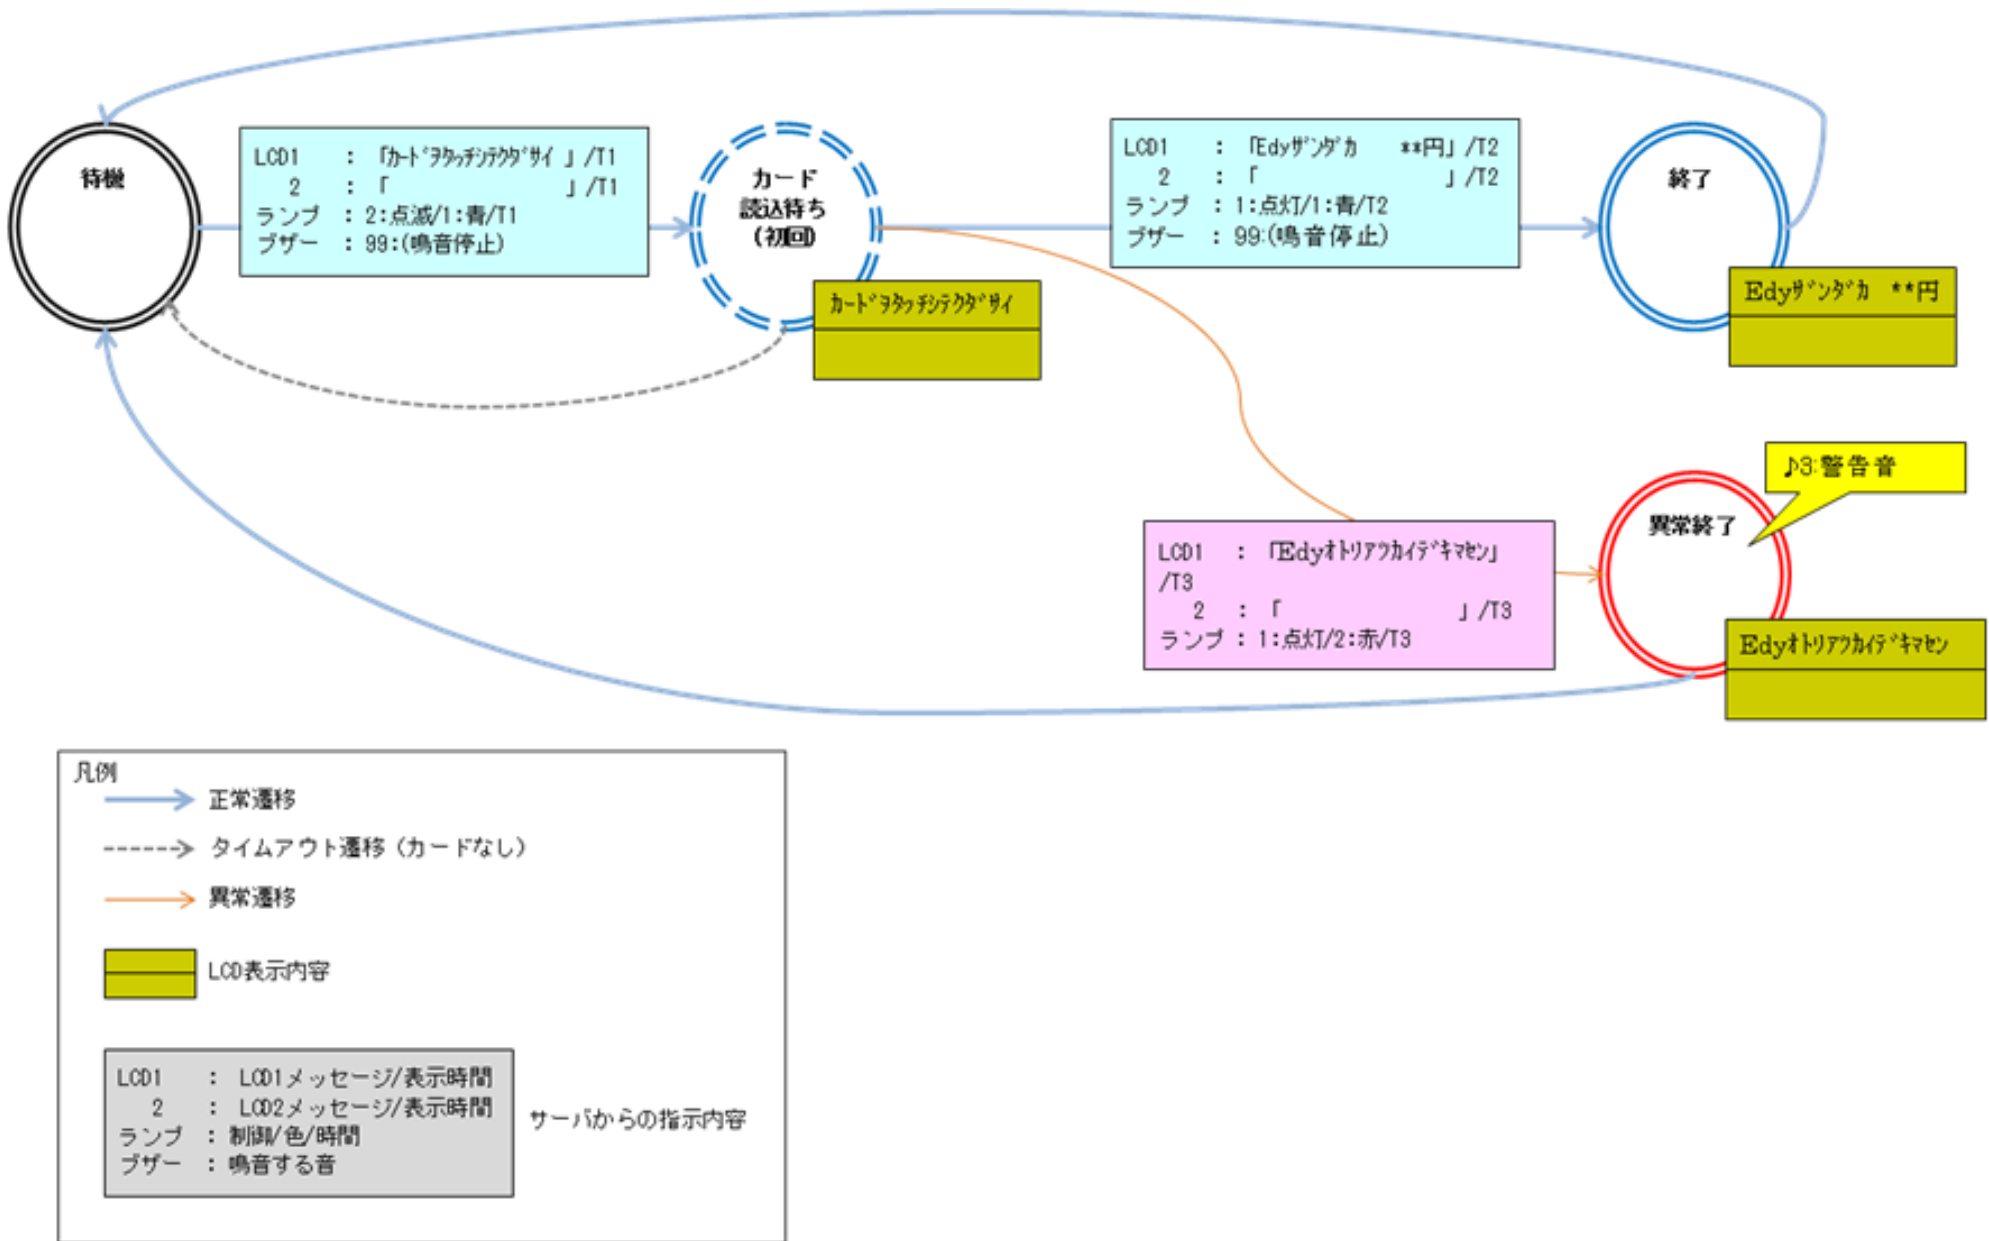 待機
LCD1 : 「ｶｰﾄﾞｦﾀｯﾁｼﾃｸﾀﾞｻｲ 」/T1
2 : 「 」/T1
ランプ : 2:点滅/1:青/T1
ブザー : 99:(鳴音停止)
カード
読込待ち
(初回)
ｶｰﾄﾞｦﾀｯﾁｼﾃｸﾀﾞｻｲ
LCD1 : 「Edyｻﾞﾝﾀﾞｶ **円」/T2
2 : 「 」/T2
ランプ : 1:点灯/1:青/T2
ブザー : 99:(鳴音停止)
終了
Edyｻﾞﾝﾀﾞｶ **円
LCD1 : 「Edyｵﾄﾘｱﾂｶｲﾃﾞｷﾏｾﾝ」
/T3
2 : 「 」/T3
ランプ : 1:点灯/2:赤/T3
♪3:警告音
異常終了
Edyｵﾄﾘｱﾂｶｲﾃﾞｷﾏｾﾝ
凡例
正常遷移
タイムアウト遷移（カードなし）
異常遷移
LCD表示内容
LCD1 : LCD1メッセージ/表示時間
2 : LCD2メッセージ/表示時間
ランプ : 制御/色/時間
ブザー : 鳴音する音
サーバからの指示内容